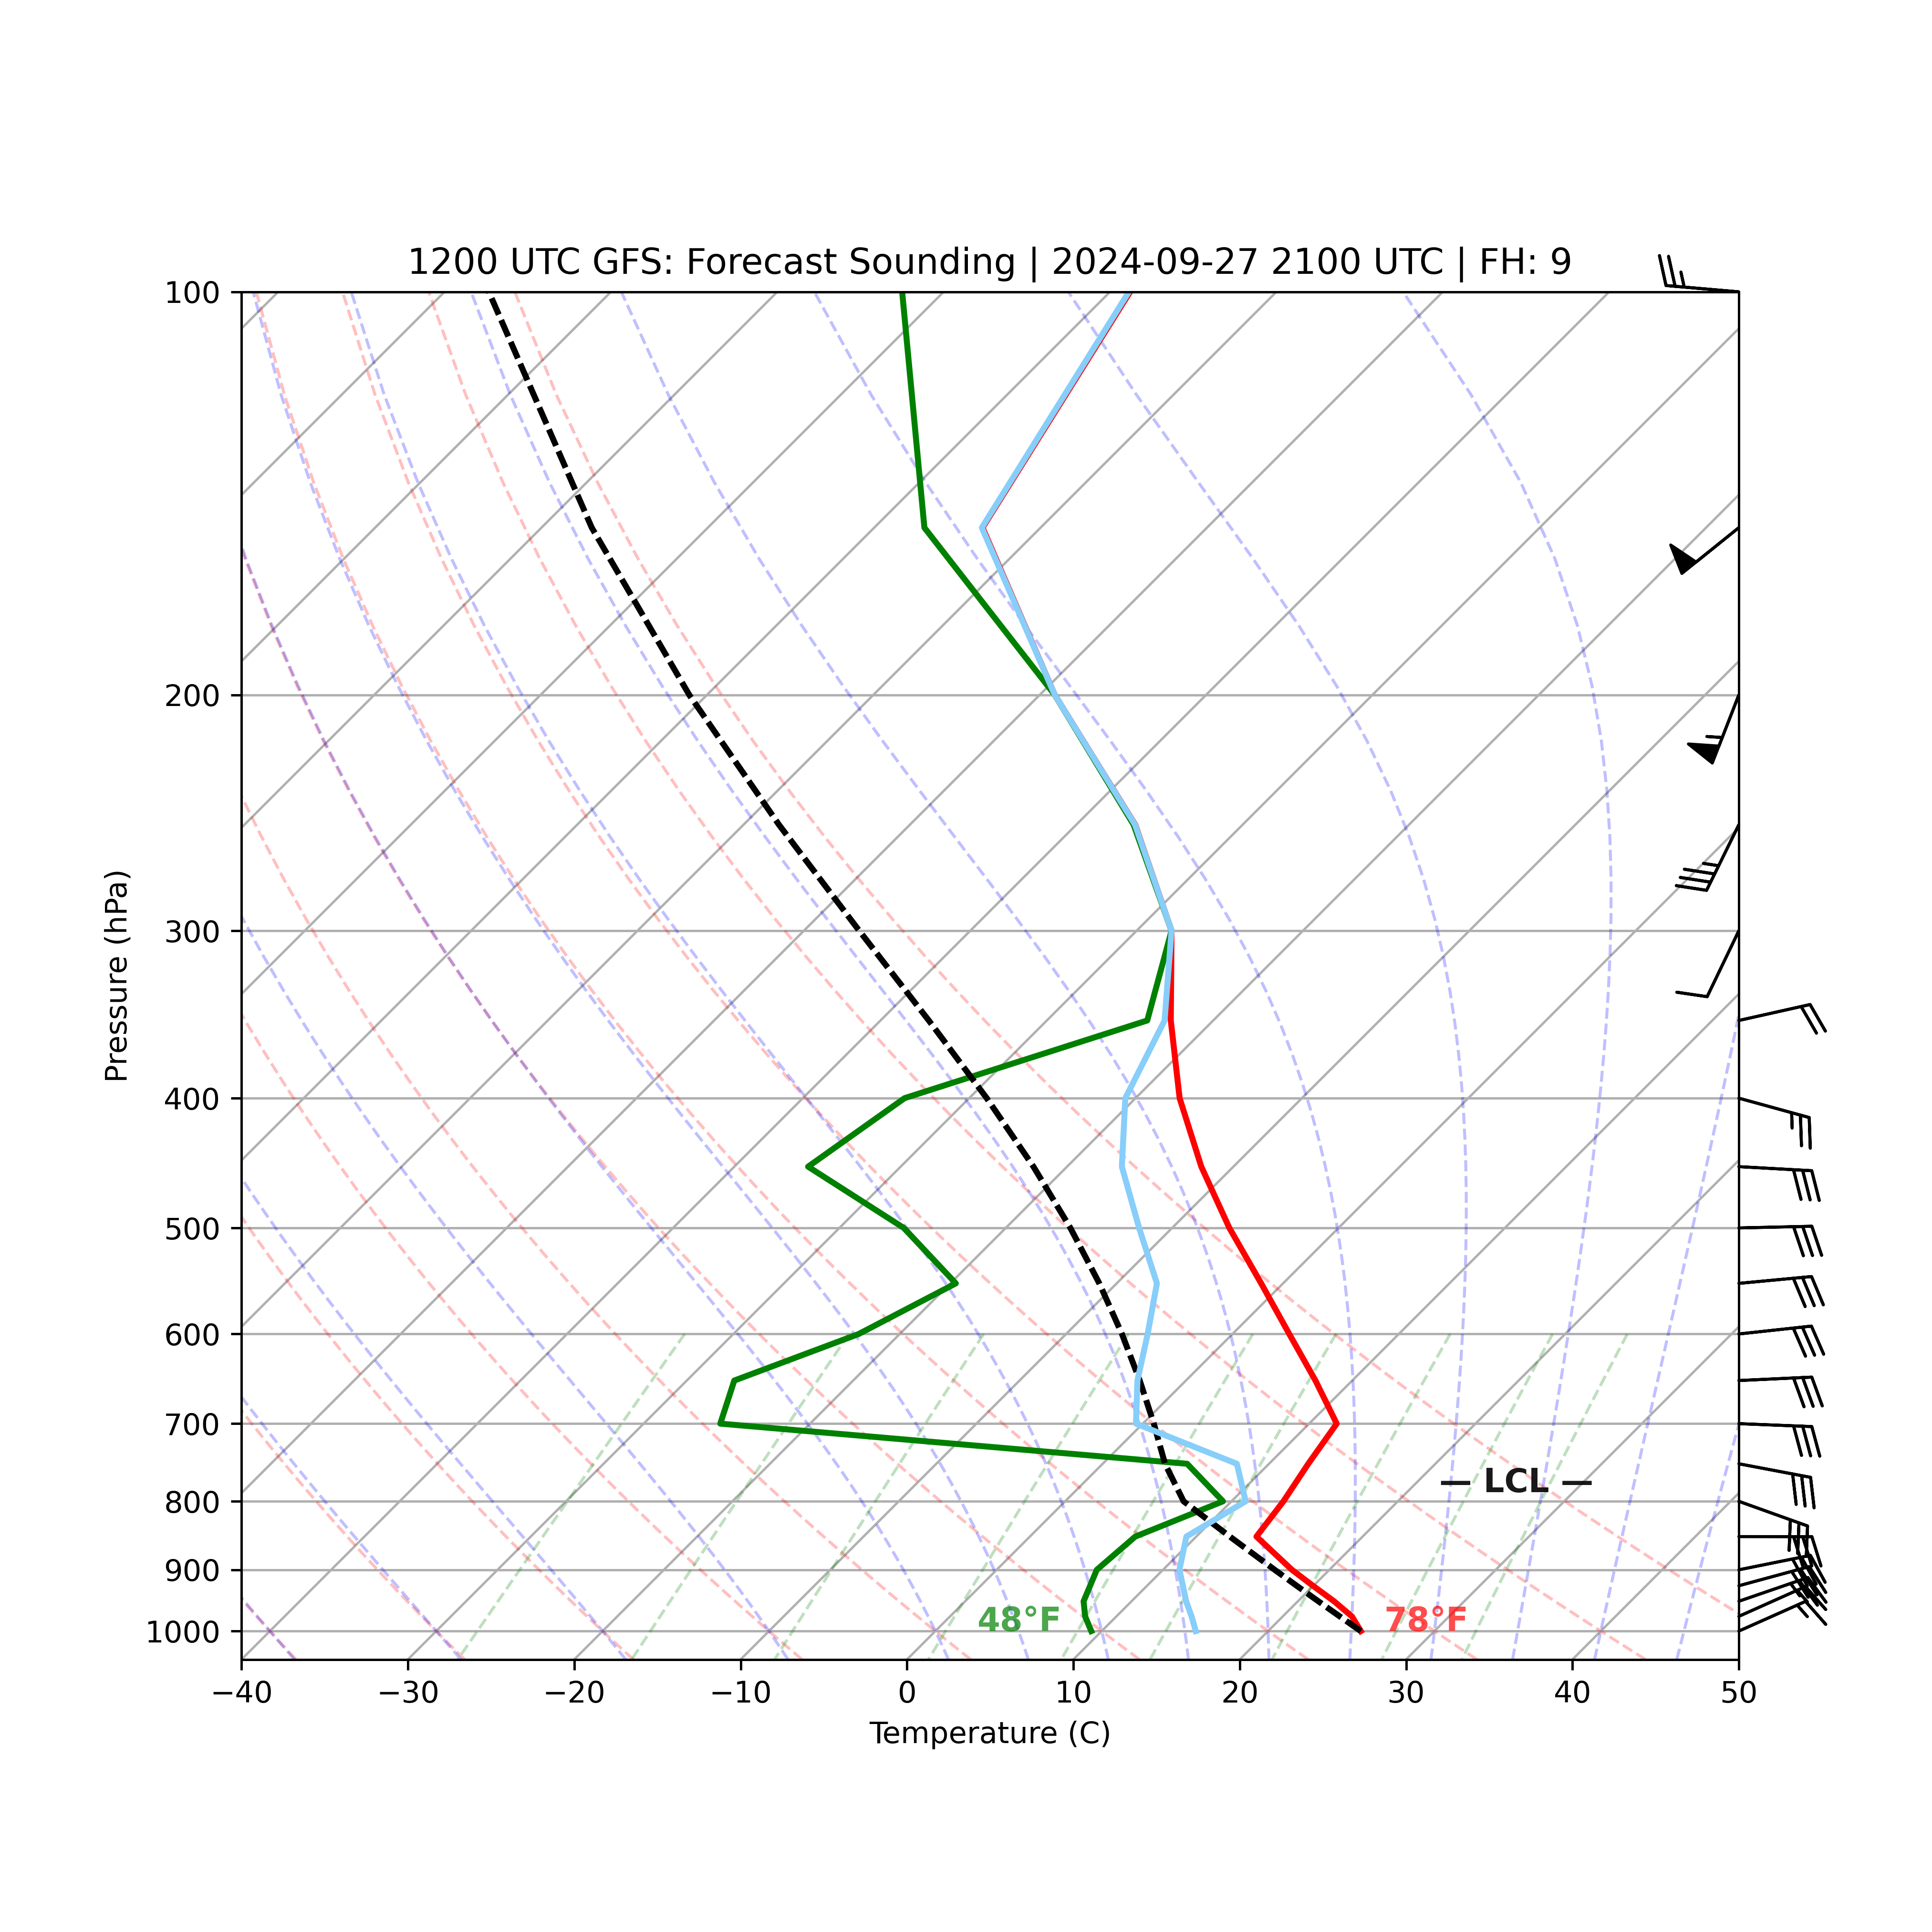 1200 UTC GFS: Forecast Sounding | 2024-09-27 2100 UTC | FH: 9
100
200
300
400
500
600
700
800
900
1000
Pressure (hPa)
— LCL —
48°F
78°F
−40 −30 −20 −10 0 10 20 30 40 50
Temperature (C)